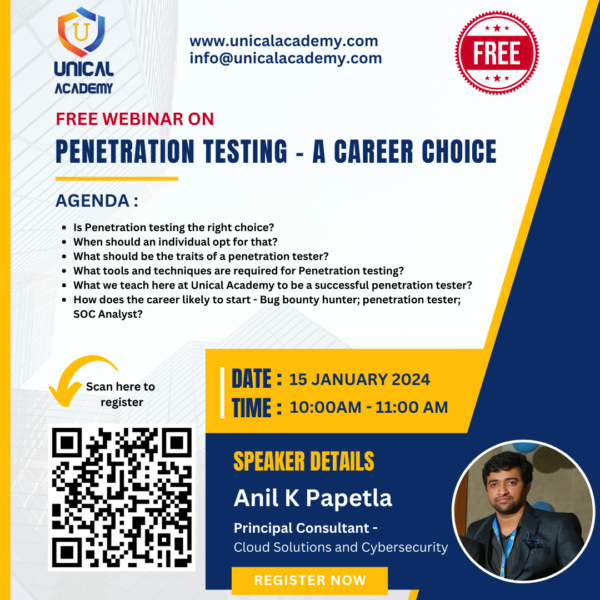 U
UNICAL
ACADEMY
www.unicalacademy.com
info@unicalacademy.com
FREE
FREE WEBINAR ON
PENETRATION TESTING - A CAREER CHOICE
AGENDA :
Is Penetration testing the right choice?
When should an individual opt for that?
What should be the traits of a penetration tester?
What tools and techniques are required for Penetration testing?
What we teach here at Unical Academy to be a successful penetration tester?
How does the career likely to start - Bug bounty hunter; penetration tester;
SOC Analyst?
Scan here to
register
DATE : 15 JANUARY 2024
TIME : 10:00AM - 11:00 AM
SPEAKER DETAILS
Anil K Papetla
Principal Consultant -
Cloud Solutions and Cybersecurity
REGISTER NOW